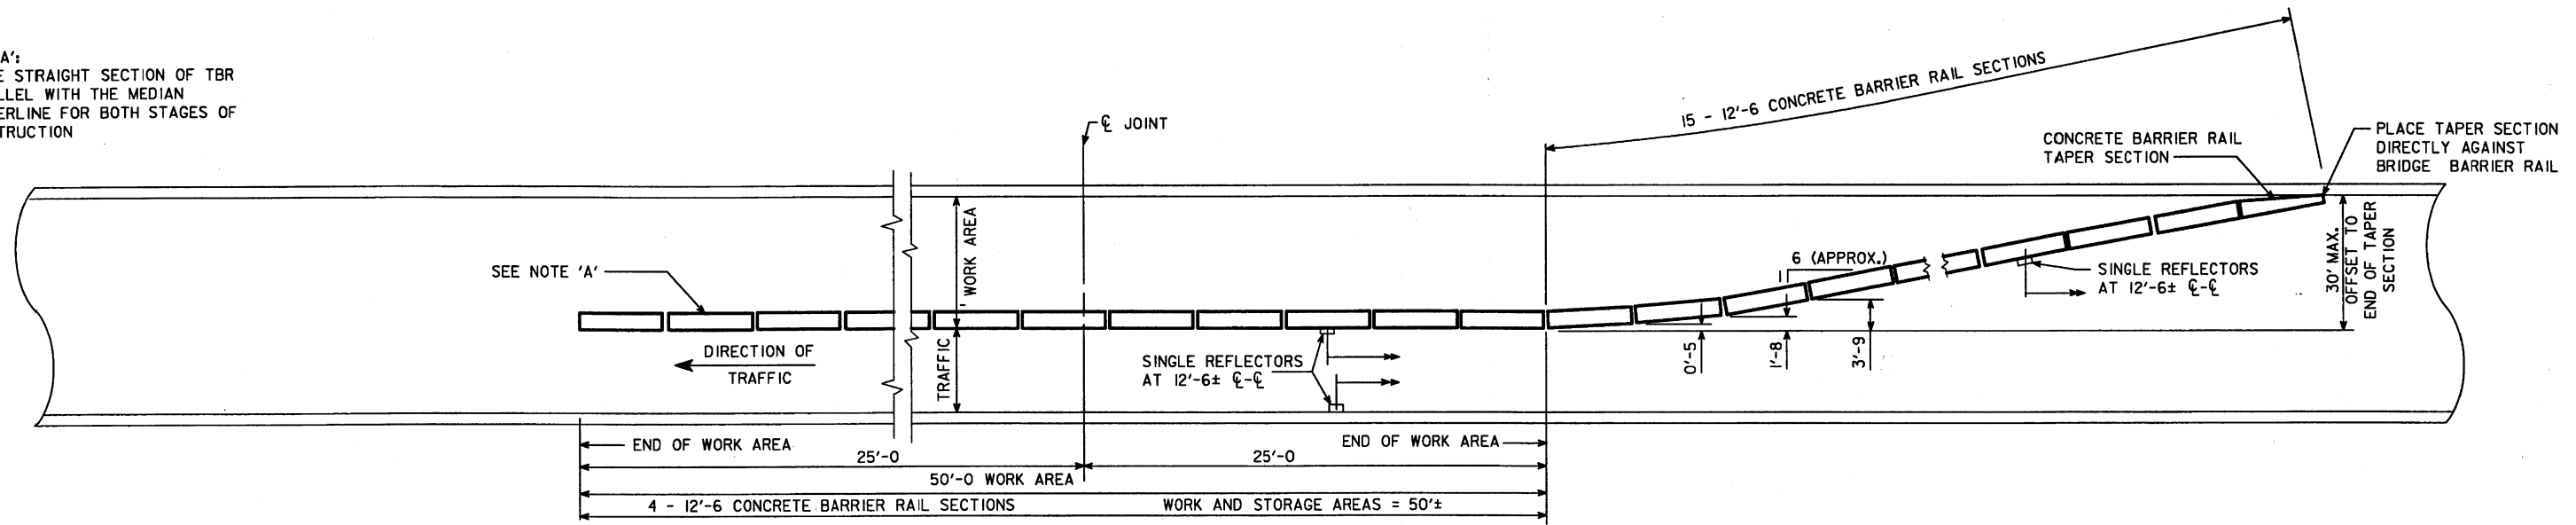 A':
STRAIGHT SECTION OF TBR
WITH THE MEDIAN
FOR BOTH STAGES OF
℄ JOINT
15 - 12'-6 CONCRETE BARRIER RAIL SECTIONS
CONCRETE BARRIER RAIL
TAPER SECTION
PLACE TAPER SECTION
DIRECTLY AGAINST
BRIDGE BARRIER RAIL
SEE NOTE 'A'
WORK AREA
TRAFFIC
DIRECTION OF
TRAFFIC
SINGLE REFLECTORS
AT 12'-6± ℄-℄
6 (APPROX.)
0'-5
1'-8
3'-9
SINGLE REFLECTORS
AT 12'-6± ℄-℄
30' MAX.
OFFSET TO
END OF TAPER
SECTION
END OF WORK AREA
END OF WORK AREA
25'-0
25'-0
50'-0 WORK AREA
4 - 12'-6 CONCRETE BARRIER RAIL SECTIONS
WORK AND STORAGE AREAS = 50'±